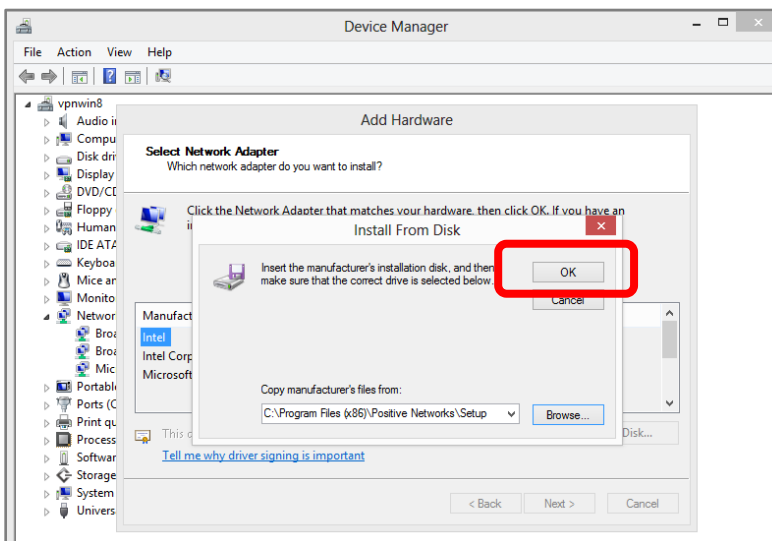 Device Manager
File Action View Help
vpnwin8
Audio i
Compu
Disk dri
Display
DVD/CD
Floppy
Human
IDE ATA
Keyboa
Mice an
Monito
Networ
Broa
Broa
Mic
Portabl
Ports (C
Print qu
Process
Softwar
Storage
System
Univers
Add Hardware
Select Network Adapter
Which network adapter do you want to install?
Click the Network Adapter that matches your hardware, then click OK. If you have an
Manufact
Intel
Intel Corp
Microsoft
This
Disk...
Tell me why driver signing is important
< Back Next > Cancel
Install From Disk
Insert the manufacturer's installation disk, and then
make sure that the correct drive is selected below.
OK
Cancel
Copy manufacturer's files from:
C:\Program Files (x86)\Positive Networks\Setup
Browse...